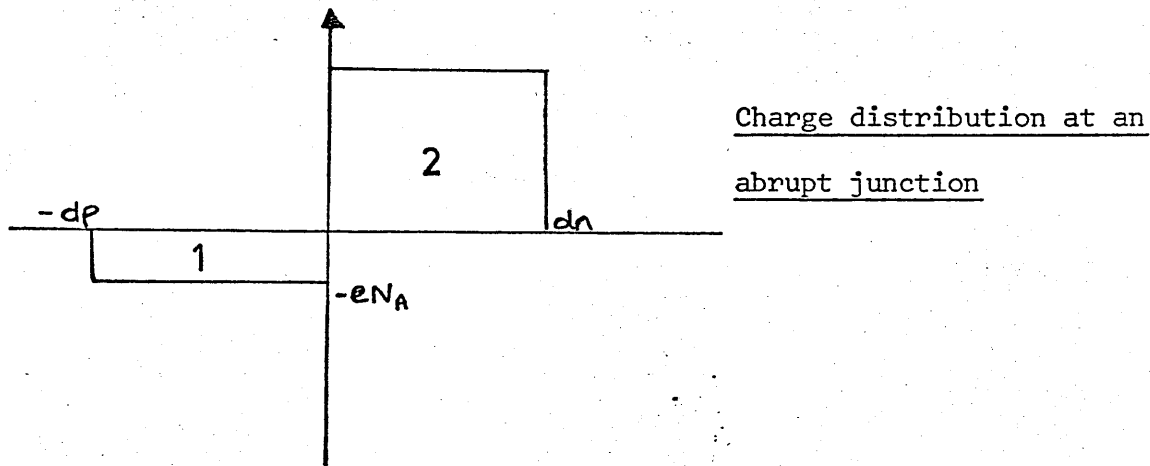 Charge distribution at an
abrupt junction
2
-dp
dn
1
-eNA